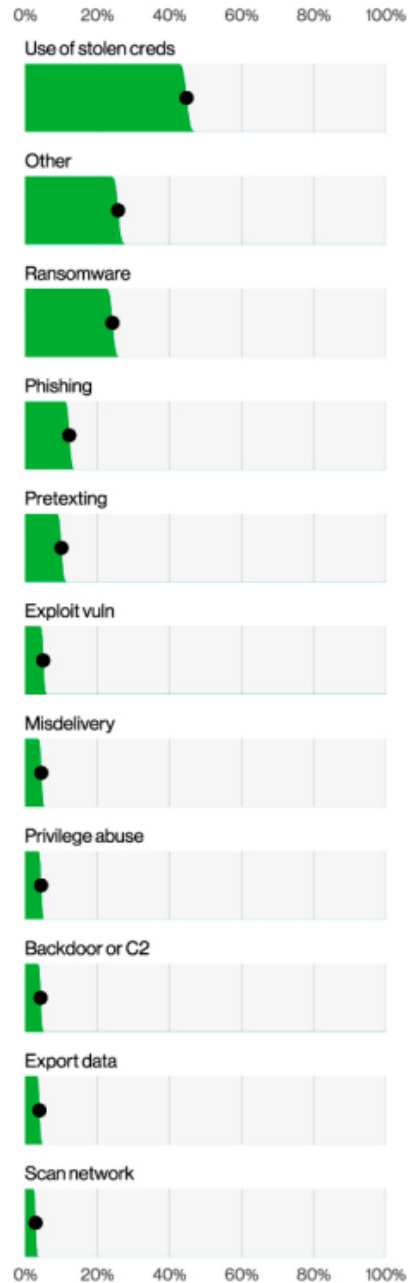 0% 20% 40% 60% 80% 100%
Use of stolen creds
Other
Ransomware
Phishing
Pretexting
Exploit vuln
Misdelivery
Privilege abuse
Backdoor or C2
Export data
Scan network
0% 20% 40% 60% 80% 100%